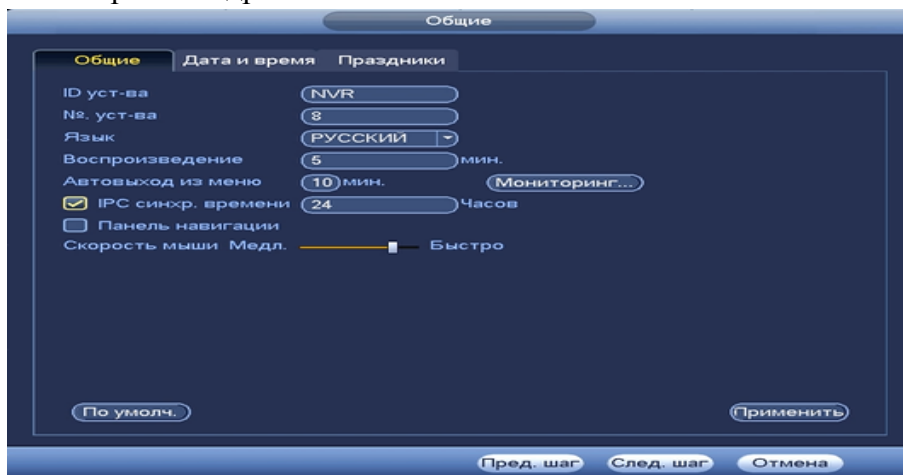 Общие
Общие Дата и время Праздники
ID уст-ва NVR
№. уст-ва 8
Язык РУССКИЙ
Воспроизведение 5 мин.
Автовыход из меню 10 мин. Мониторинг...
IPC синхр. времени 24 Часов
Панель навигации
Скорость мыши Медл. Быстро
По умолч. Применить
Пред. шаг След. шаг Отмена